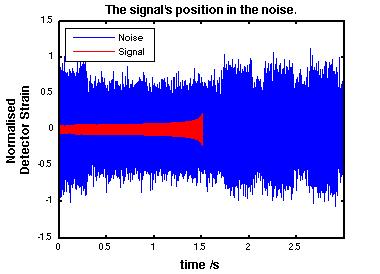 The signal's position in the noise.
Noise
Signal
Normalised
Detector Strain
1.5
1
0.5
0
-0.5
-1
-1.5
0
0.5
1
1.5
2
2.5
time /s